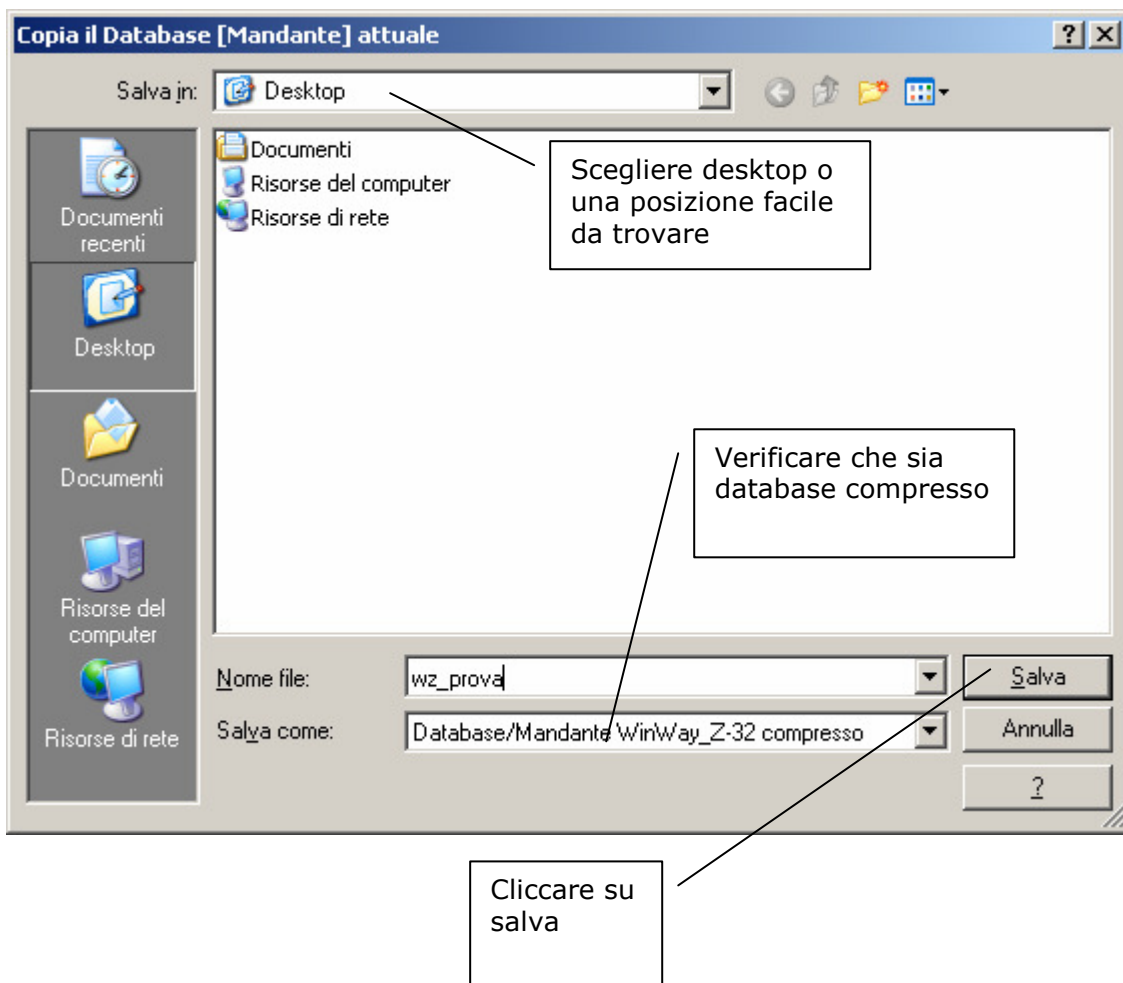 Copia il Database [Mandante] attuale
Salva in:
Desktop
Documenti
Risorse del computer
Risorse di rete
Scegliere desktop o
una posizione facile
da trovare
Documenti
recenti
Desktop
Documenti
Risorse del
computer
Risorse di rete
Verificare che sia
database compresso
Nome file:
wz_prova
Salva
Salva come:
Database/Mandante WinWay_Z-32 compresso
Annulla
?
Cliccare su
salva